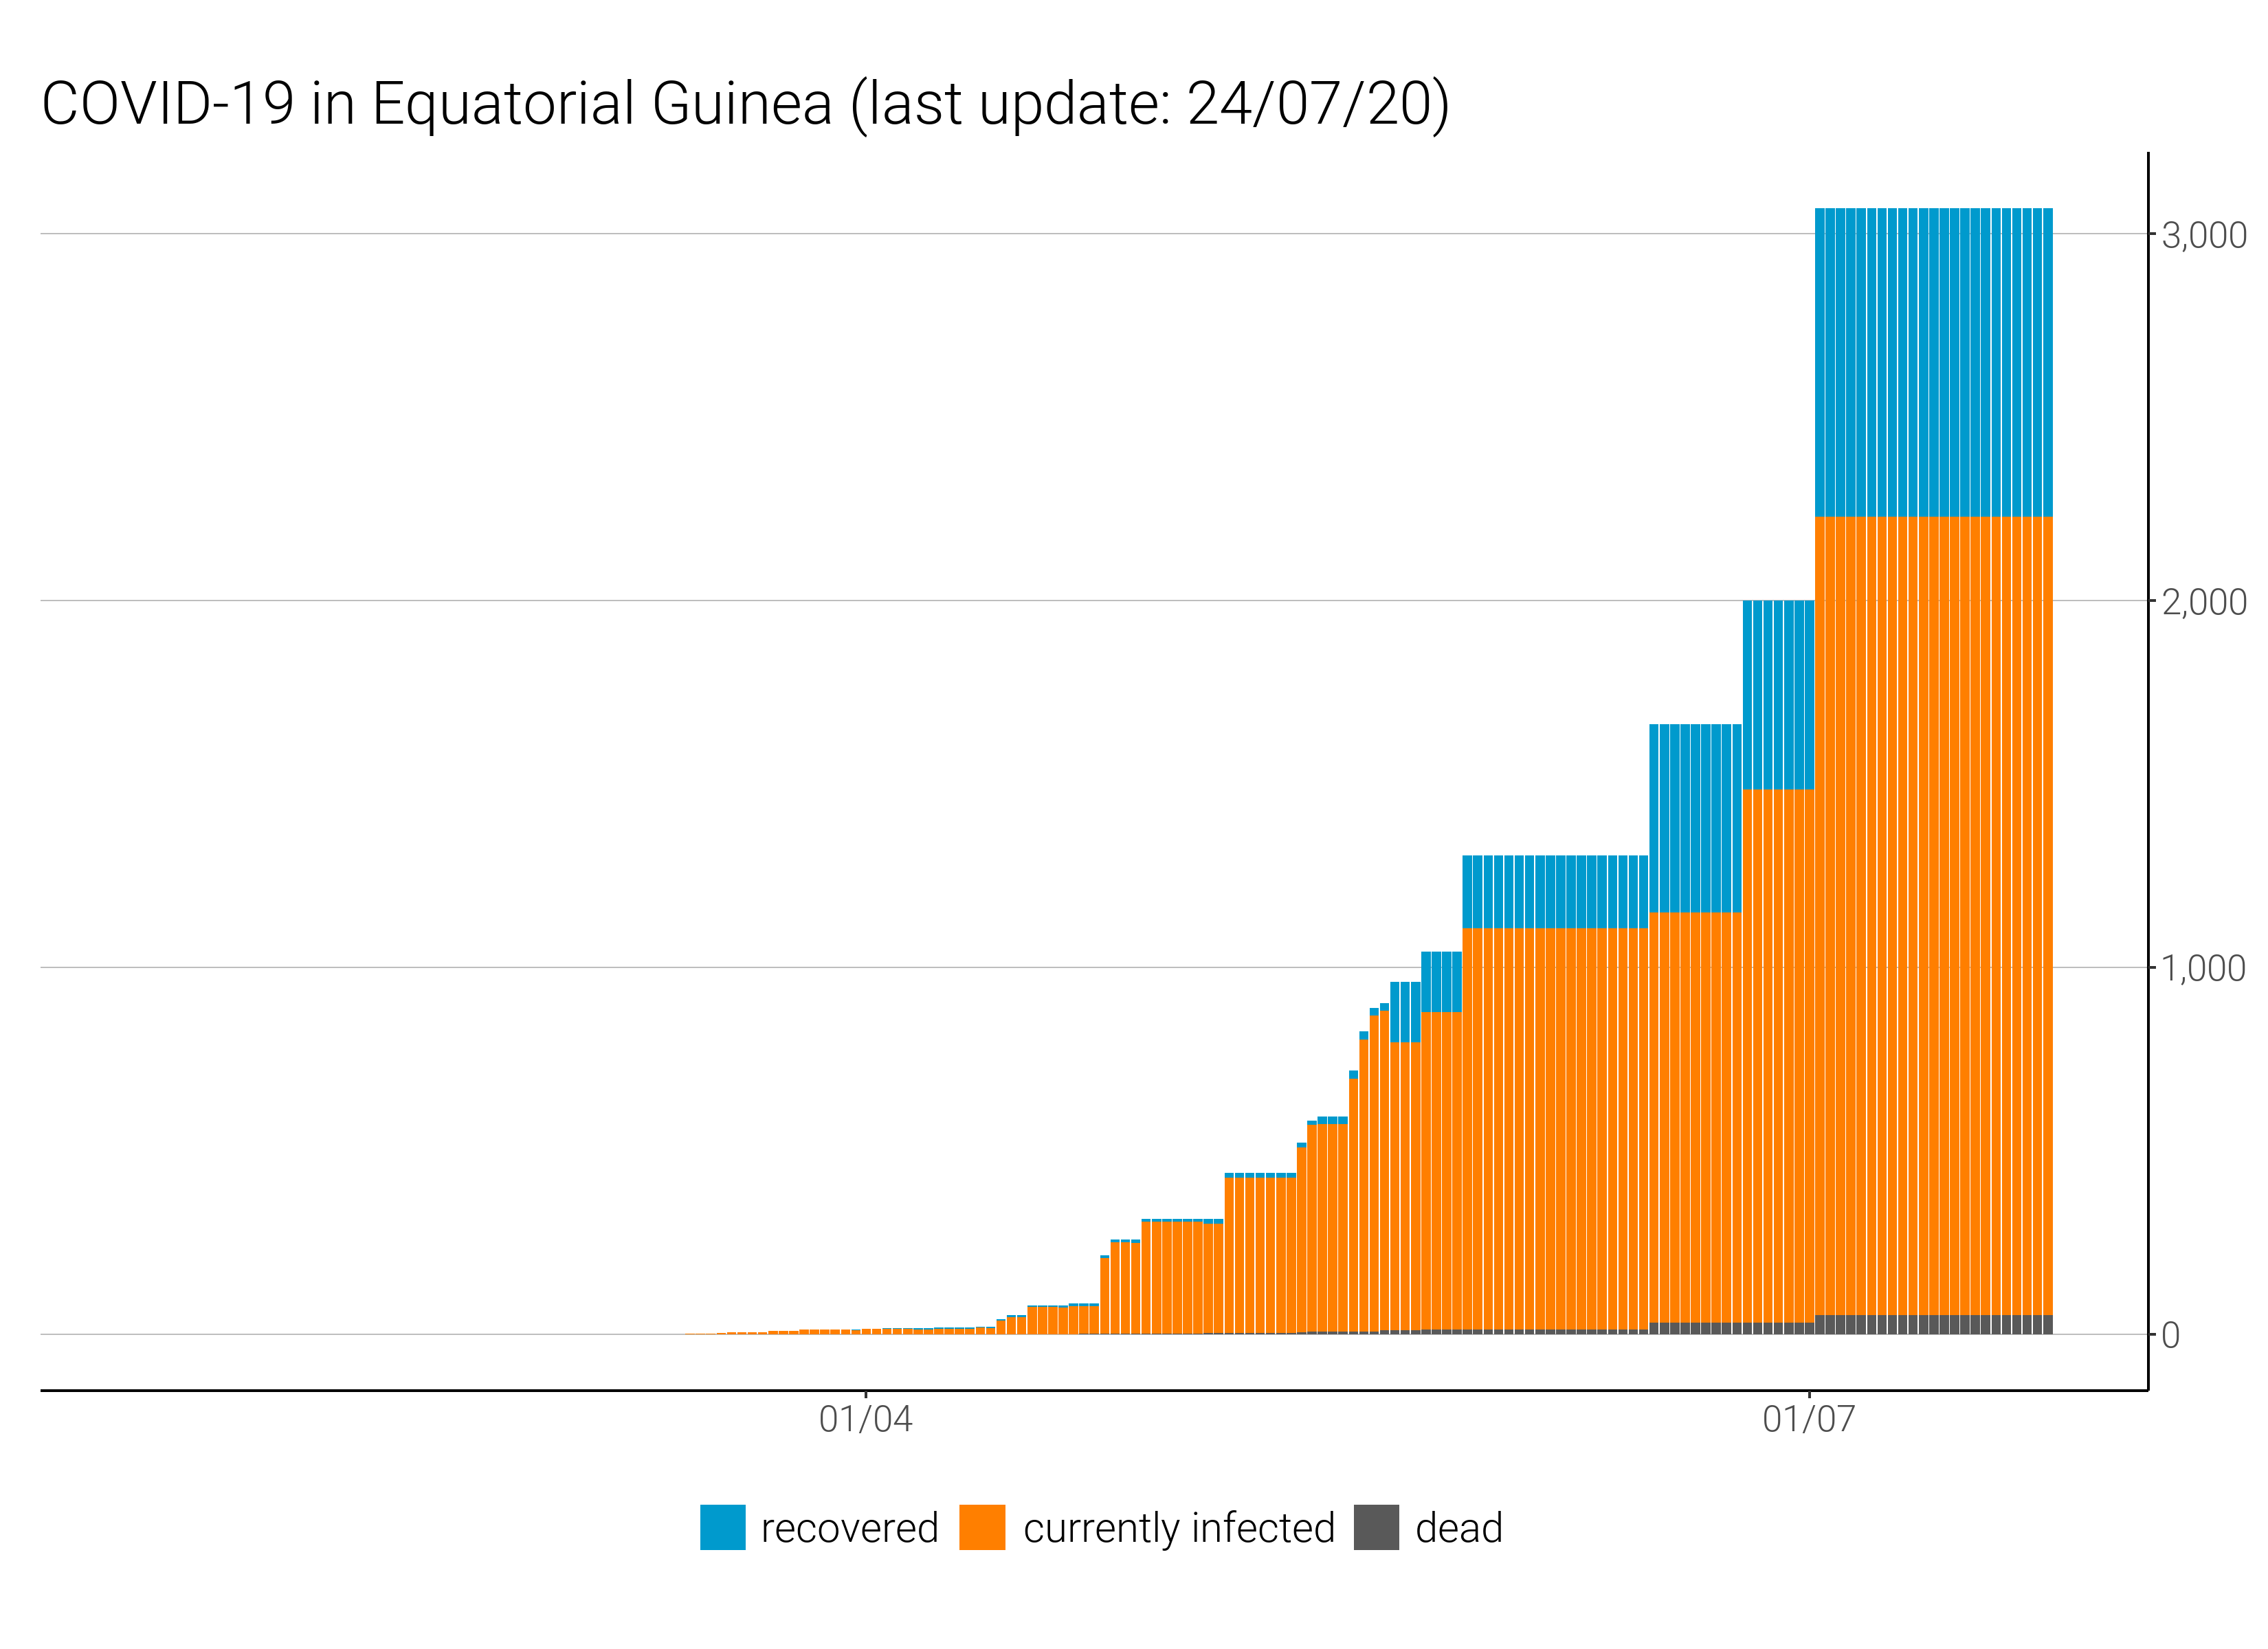 COVID-19 in Equatorial Guinea (last update: 24/07/20)
3,000
2,000
1,000
0
01/04 01/07
recovered currently infected dead